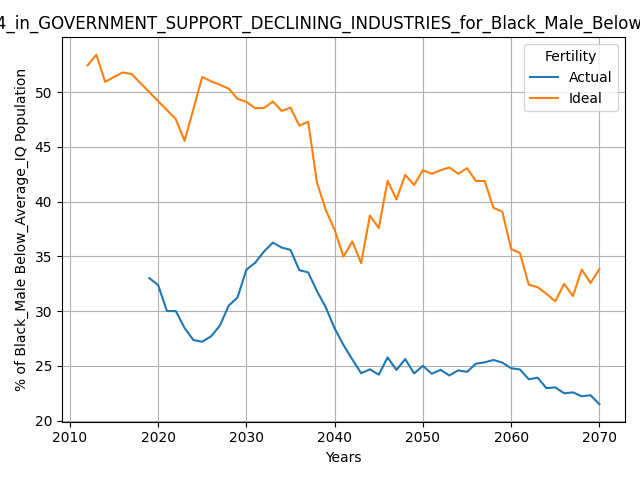 4_in_GOVERNMENT_SUPPORT_DECLINING_INDUSTRIES_for_Black_Male_Below
Fertility
Actual
Ideal
% of Black_Male Below_Average_IQ Population
50
45
40
35
30
25
20
2010
2020
2030
2040
2050
2060
2070
Years